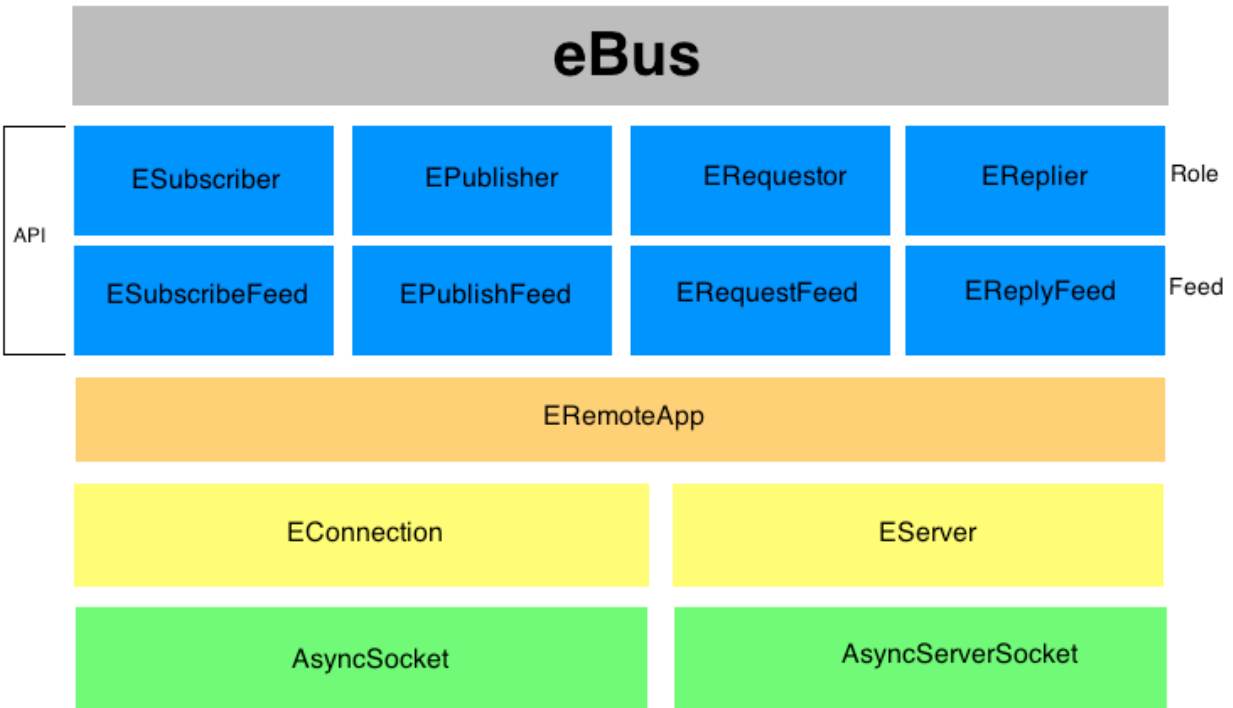 eBus
ESubscriber
EPublisher
ERequestor
EReplier
Role
API
ESubscribeFeed
EPublishFeed
ERequestFeed
EReplyFeed
Feed
ERemoteApp
EConnection
EServer
AsyncSocket
AsyncServerSocket